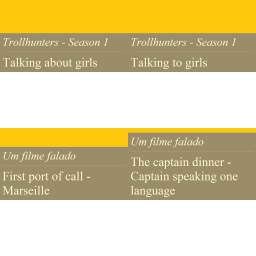 Trollhunters - Season 1
Talking about girls
Trollhunters - Season 1
Talking to girls
Um filme falado
First port of call -
Marseille
Um filme falado
The captain dinner -
Captain speaking one
language